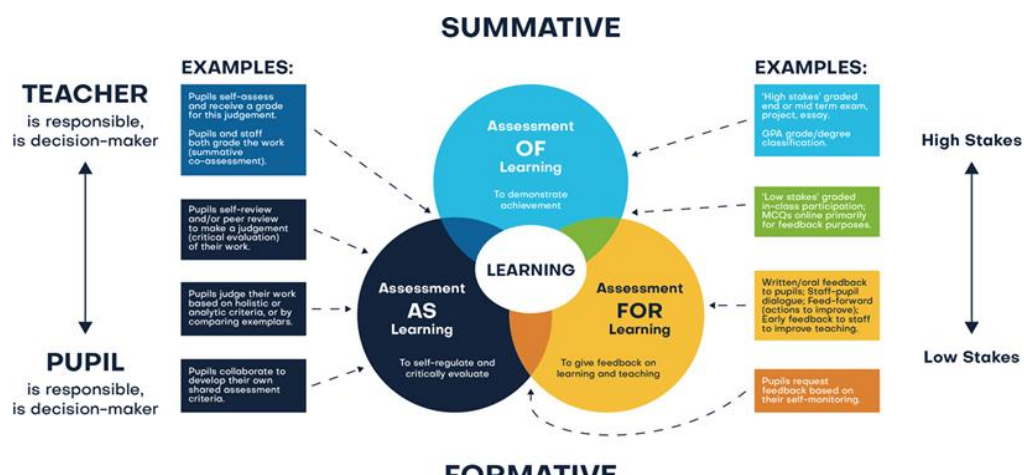 SUMMATIVE
TEACHER
is responsible,
is decision-maker
PUPIL
is responsible,
is decision-maker
EXAMPLES:
Pupils self-assess
and receive a grade
for this judgement.
Pupils and staff
both grade the work
(summative
co-assessment).
Pupils self-review
and/or peer review
to make a judgement
(critical evaluation)
of their work.
Pupils judge their work
based on holistic or
analytic criteria, or by
comparing exemplars.
Pupils collaborate to
develop their own
shared assessment
criteria.
Assessment
OF
Learning
To demonstrate
achievement
LEARNING
Assessment
AS
Learning
To self-regulate and
critically evaluate
Assessment
FOR
Learning
To give feedback on
learning and teaching
EXAMPLES:
'High stakes' graded
end or mid term exam,
project, essay.
GPA grade/degree
classification.
'Low stakes' graded
in-class participation;
MCQs online primarily
for feedback purposes.
Written/oral feedback
to pupils; Staff-pupil
dialogue; Feed-forward
(actions to improve);
Early feedback to staff
to improve teaching.
Pupils request
feedback based on
their self-monitoring.
High Stakes
Low Stakes
FORMATIVE